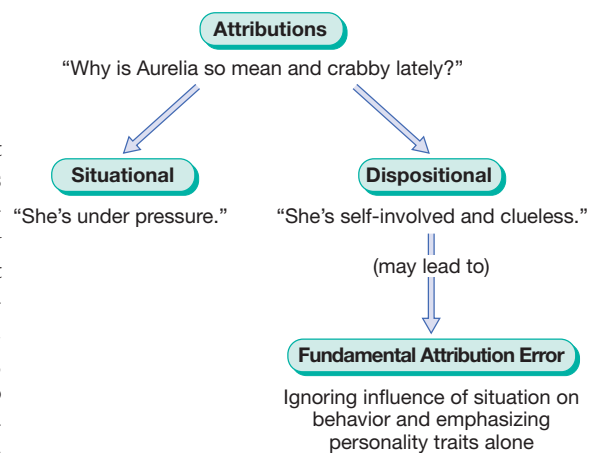 Attributions
“Why is Aurelia so mean and crabby lately?”
Situational
Dispositional
“She’s under pressure.”
“She’s self-involved and clueless.”
(may lead to)
Fundamental Attribution Error
Ignoring influence of situation on
behavior and emphasizing
personality traits alone